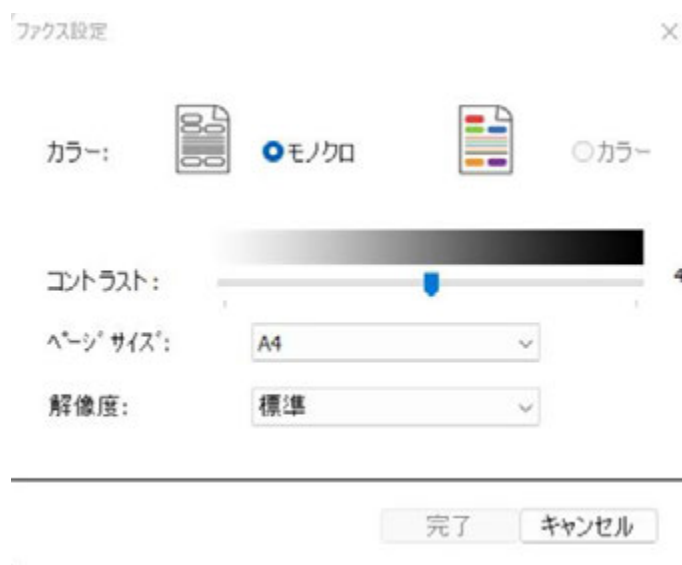 ファクス設定
カラー: モノクロ カラー
コントラスト: 4
ページサイズ: A4
解像度: 標準
完了 キャンセル